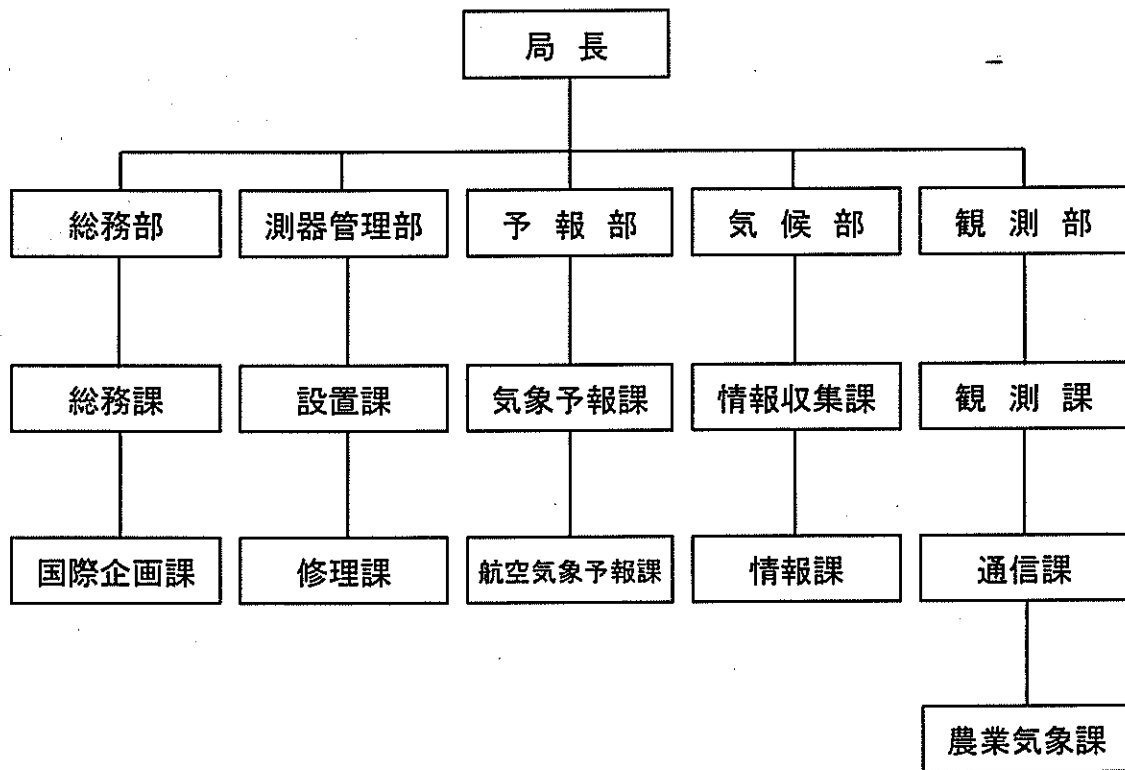 局長
総務部
測器管理部
予報部
気候部
観測部
総務課
設置課
気象予報課
情報収集課
観測課
国際企画課
修理課
航空気象予報課
情報課
通信課
農業気象課